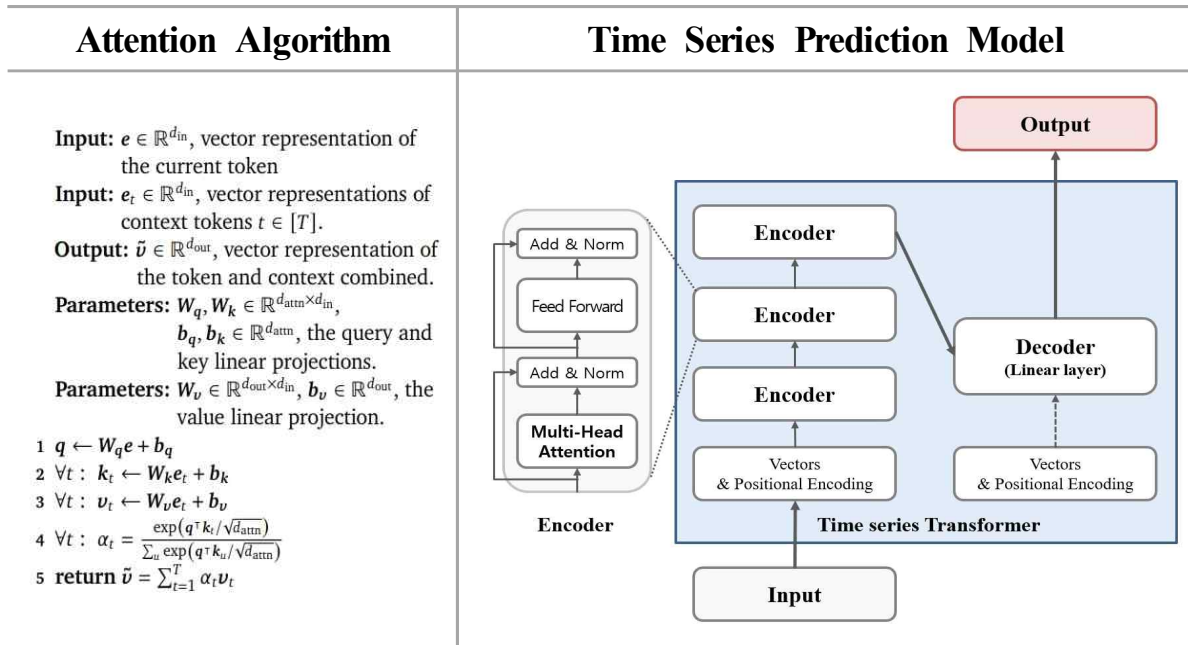 Attention Algorithm
Time Series Prediction Model
Input: e ∈ ℝ^{d_in}, vector representation of
the current token
Input: e_t ∈ ℝ^{d_in}, vector representations of
context tokens t ∈ [T].
Output: ṽ ∈ ℝ^{d_out}, vector representation of
the token and context combined.
Parameters: W_q, W_k ∈ ℝ^{d_attn×d_in},
b_q, b_k ∈ ℝ^{d_attn}, the query and
key linear projections.
Parameters: W_v ∈ ℝ^{d_out×d_in}, b_v ∈ ℝ^{d_out}, the
value linear projection.
1 q ← W_q e + b_q
2 ∀t : k_t ← W_k e_t + b_k
3 ∀t : v_t ← W_v e_t + b_v
4 ∀t : α_t = exp(q^⊤ k_t / √d_attn) / ∑_u exp(q^⊤ k_u / √d_attn)
5 return ṽ = ∑_{t=1}^{T} α_t v_t
Add & Norm
Feed Forward
Add & Norm
Multi-Head
Attention
Encoder
Output
Encoder
Encoder
Encoder
Vectors
& Positional Encoding
Decoder
(Linear layer)
Vectors
& Positional Encoding
Time series Transformer
Input